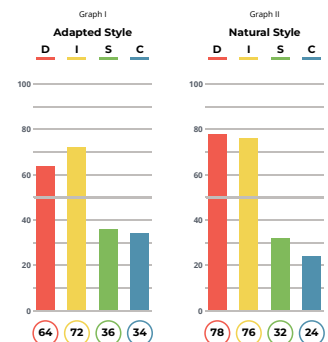 Graph I
Adapted Style
D I S C
100
80
60
40
20
0
64 72 36 34
Graph II
Natural Style
D I S C
100
80
60
40
20
0
78 76 32 24